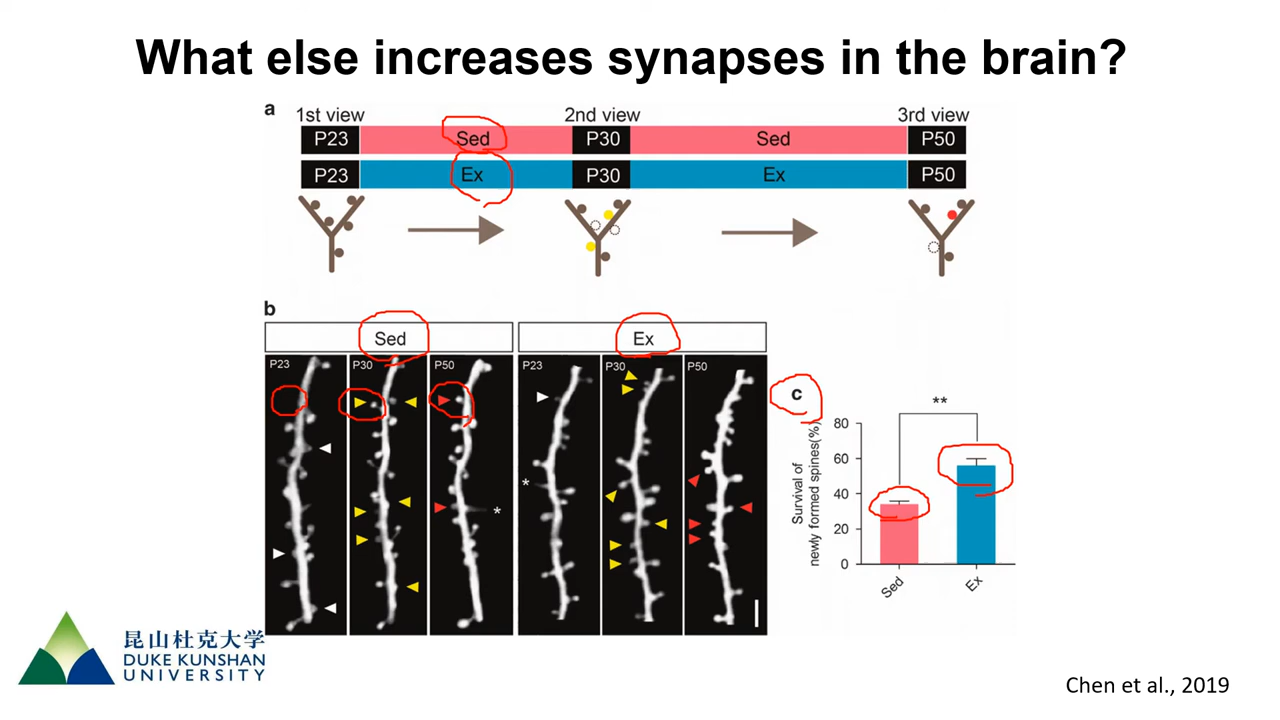 What else increases synapses in the brain?
a
1st view 2nd view 3rd view
P23 Sed P30 Sed P50
P23 Ex P30 Ex P50
b
Sed Ex
P23 P30 P50 P23 P30 P50
*
*
c
**
Survival of
newly formed spines(%)
80
60
40
20
0
Sed Ex
昆山杜克大学
DUKE KUNSHAN
UNIVERSITY
Chen et al., 2019